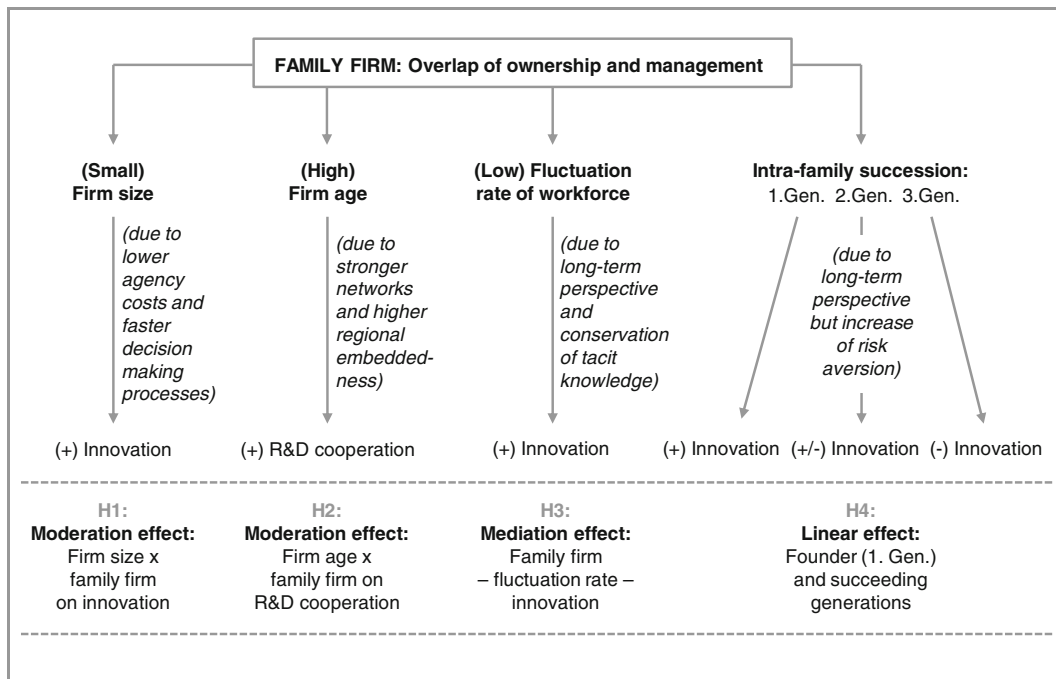 FAMILY FIRM: Overlap of ownership and management
(Small)
Firm size
(due to
lower
agency
costs and
faster
decision
making
processes)
(+) Innovation
(High)
Firm age
(due to
stronger
networks
and higher
regional
embedded-
ness)
(+) R&D cooperation
(Low) Fluctuation
rate of workforce
(due to
long-term
perspective
and
conservation
of tacit
knowledge)
(+) Innovation
Intra-family succession:
1.Gen. 2.Gen. 3.Gen.
(due to
long-term
perspective
but increase
of risk
aversion)
(+) Innovation (+/-) Innovation (-) Innovation
H1:
Moderation effect:
Firm size x
family firm
on innovation
H2:
Moderation effect:
Firm age x
family firm on
R&D cooperation
H3:
Mediation effect:
Family firm
– fluctuation rate –
innovation
H4:
Linear effect:
Founder (1. Gen.)
and succeeding
generations